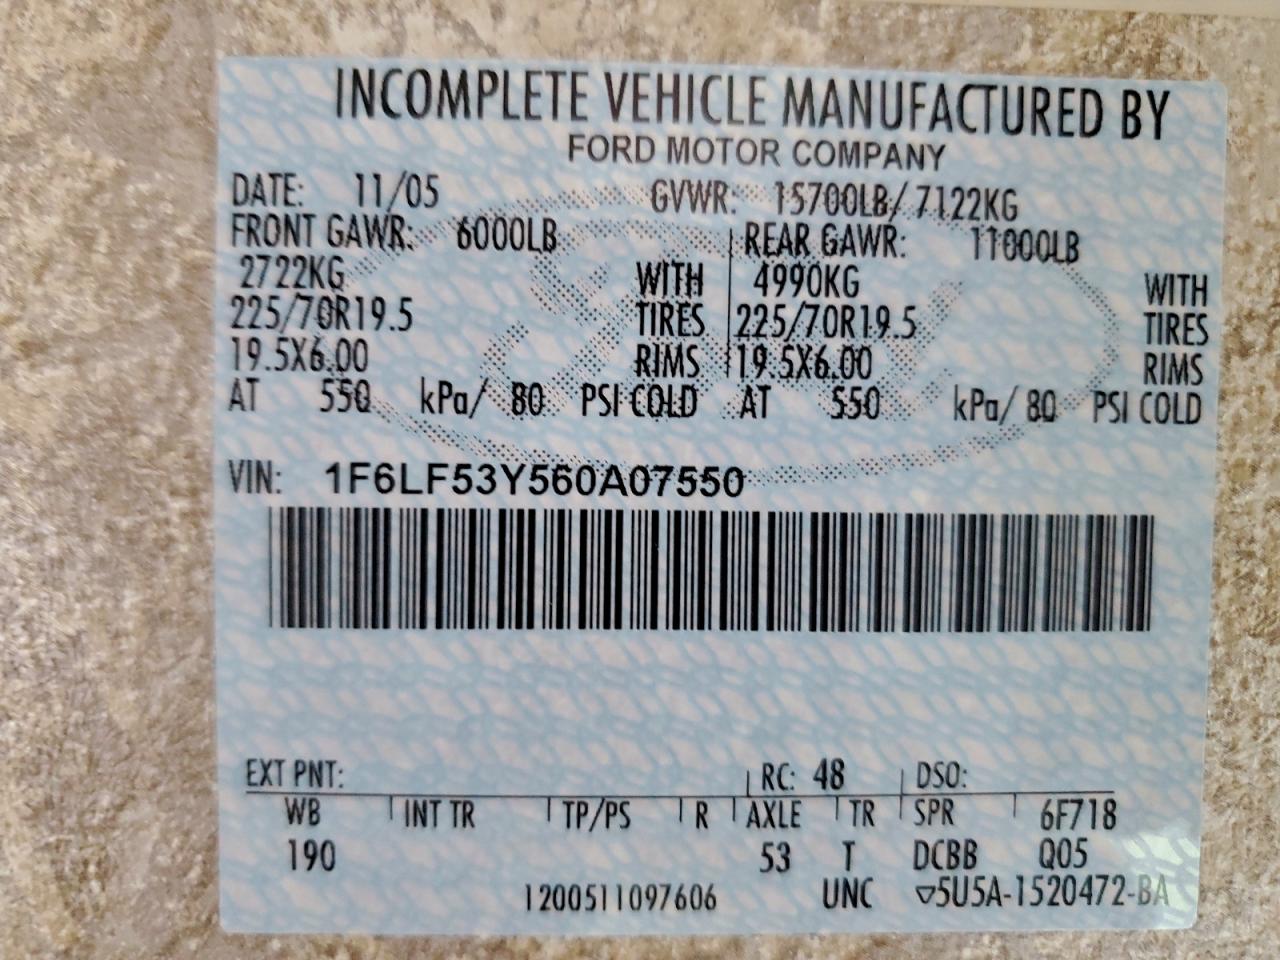 INCOMPLETE VEHICLE MANUFACTURED BY
FORD MOTOR COMPANY
DATE: 11/05 GVWR: 15700LB/ 7122KG
FRONT GAWR: 6000LB REAR GAWR: 11000LB
2722KG WITH 4990KG WITH
225/70R19.5 TIRES 225/70R19.5 TIRES
19.5X6.00 RIMS 19.5X6.00 RIMS
AT 550 kPa/ 80 PSI COLD AT 550 kPa/ 80 PSI COLD
VIN: 1F6LF53Y560A07550
EXT PNT: RC: 48 DSO:
WB INT TR TP/PS R AXLE TR SPR 6F718
190 53 T DCBB Q05
1200511097606 UNC ▽5U5A-1520472-BA